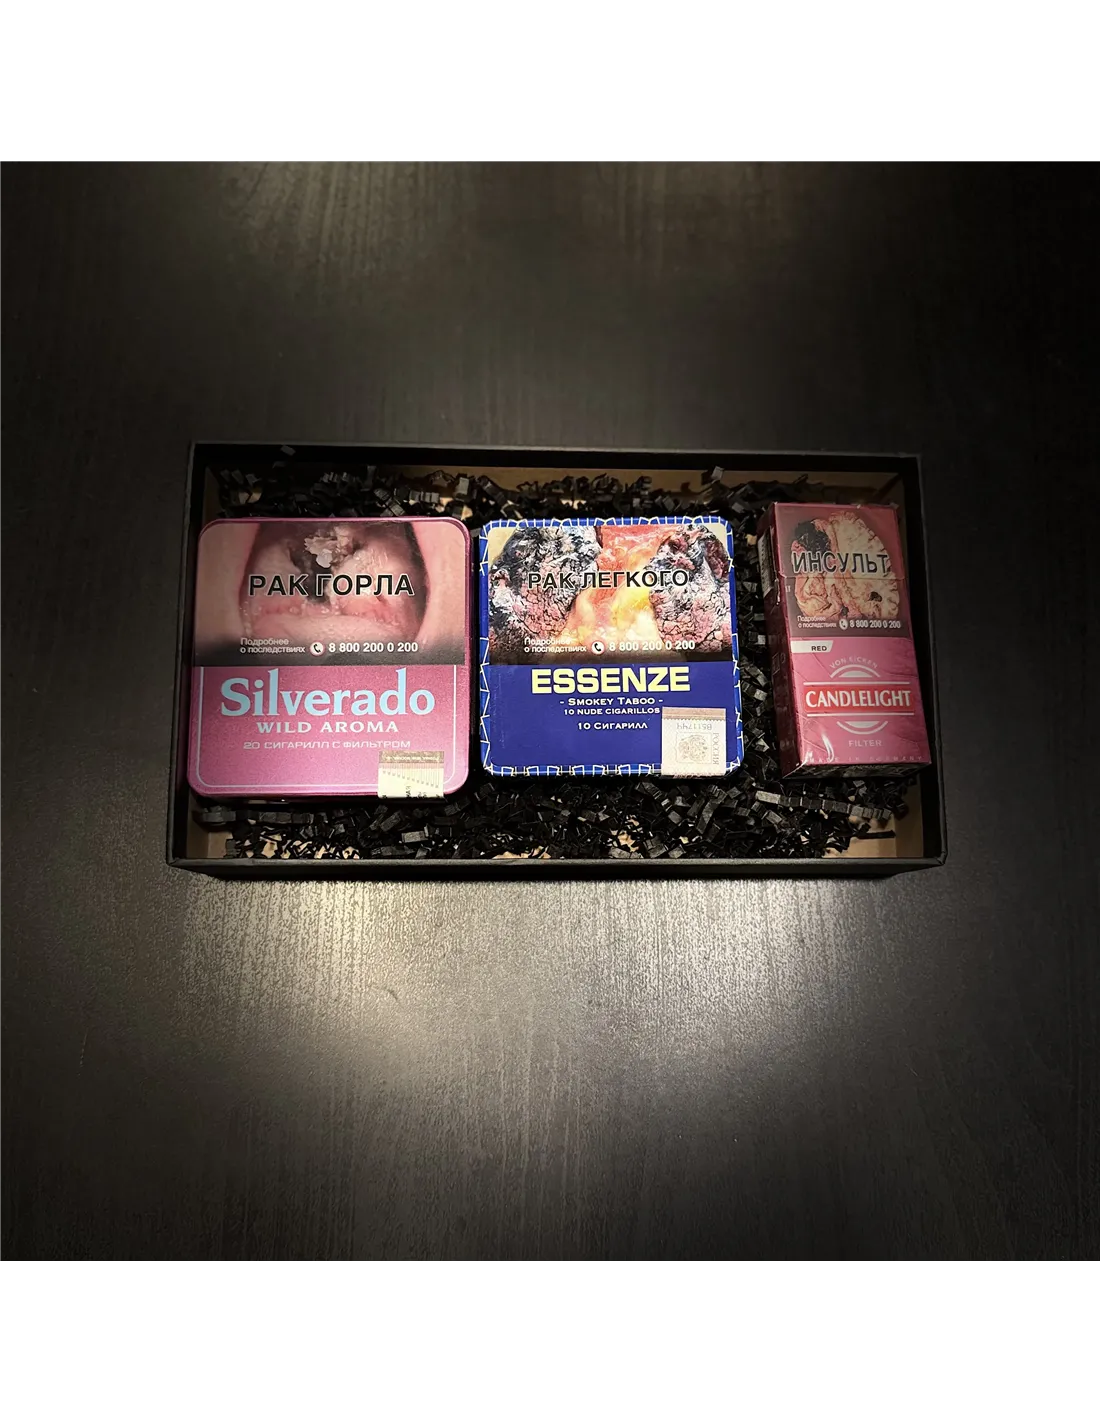 РАК ГОРЛА
Подробнее
о последствиях 8 800 200 0 200
Silverado
WILD AROMA
20 СИГАРИЛЛ С ФИЛЬТРОМ
РАК ЛЕГКОГО
Подробнее
о последствиях 8 800 200 0 200
ESSENZE
- SMOKEY TABOO -
10 NUDE CIGARILLOS
10 СИГАРИЛЛ
РОССИЯ
ИНСУЛЬТ
Подробнее
о последствиях 8 800 200 0 200
RED
VON EICKEN
CANDLELIGHT
FILTER